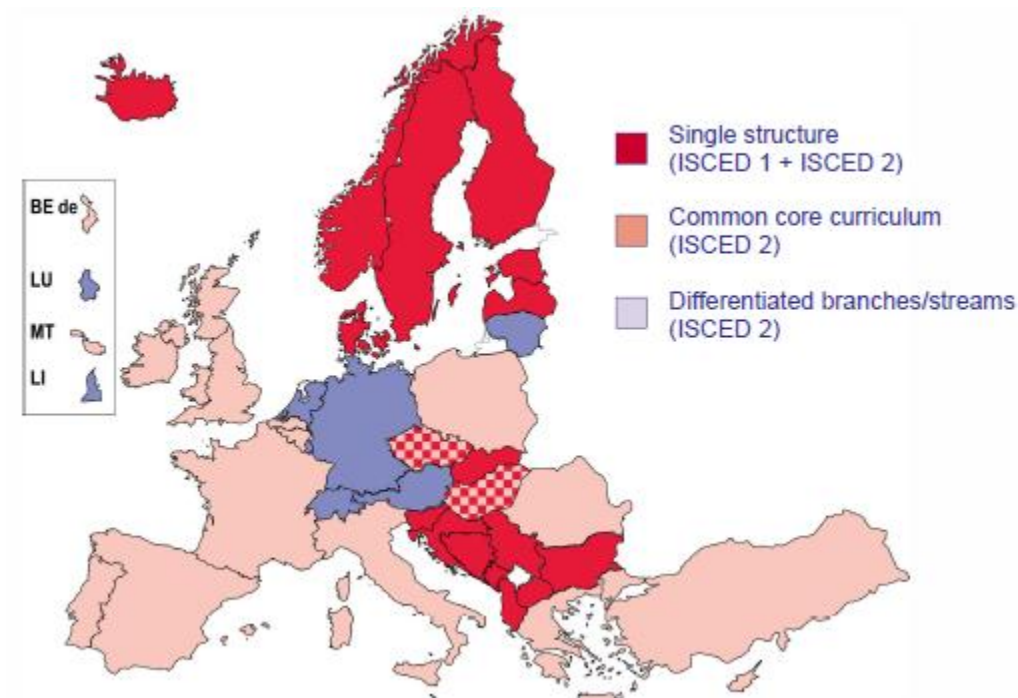 Single structure
(ISCED 1 + ISCED 2)
Common core curriculum
(ISCED 2)
Differentiated branches/streams
(ISCED 2)
BE de
LU
MT
LI